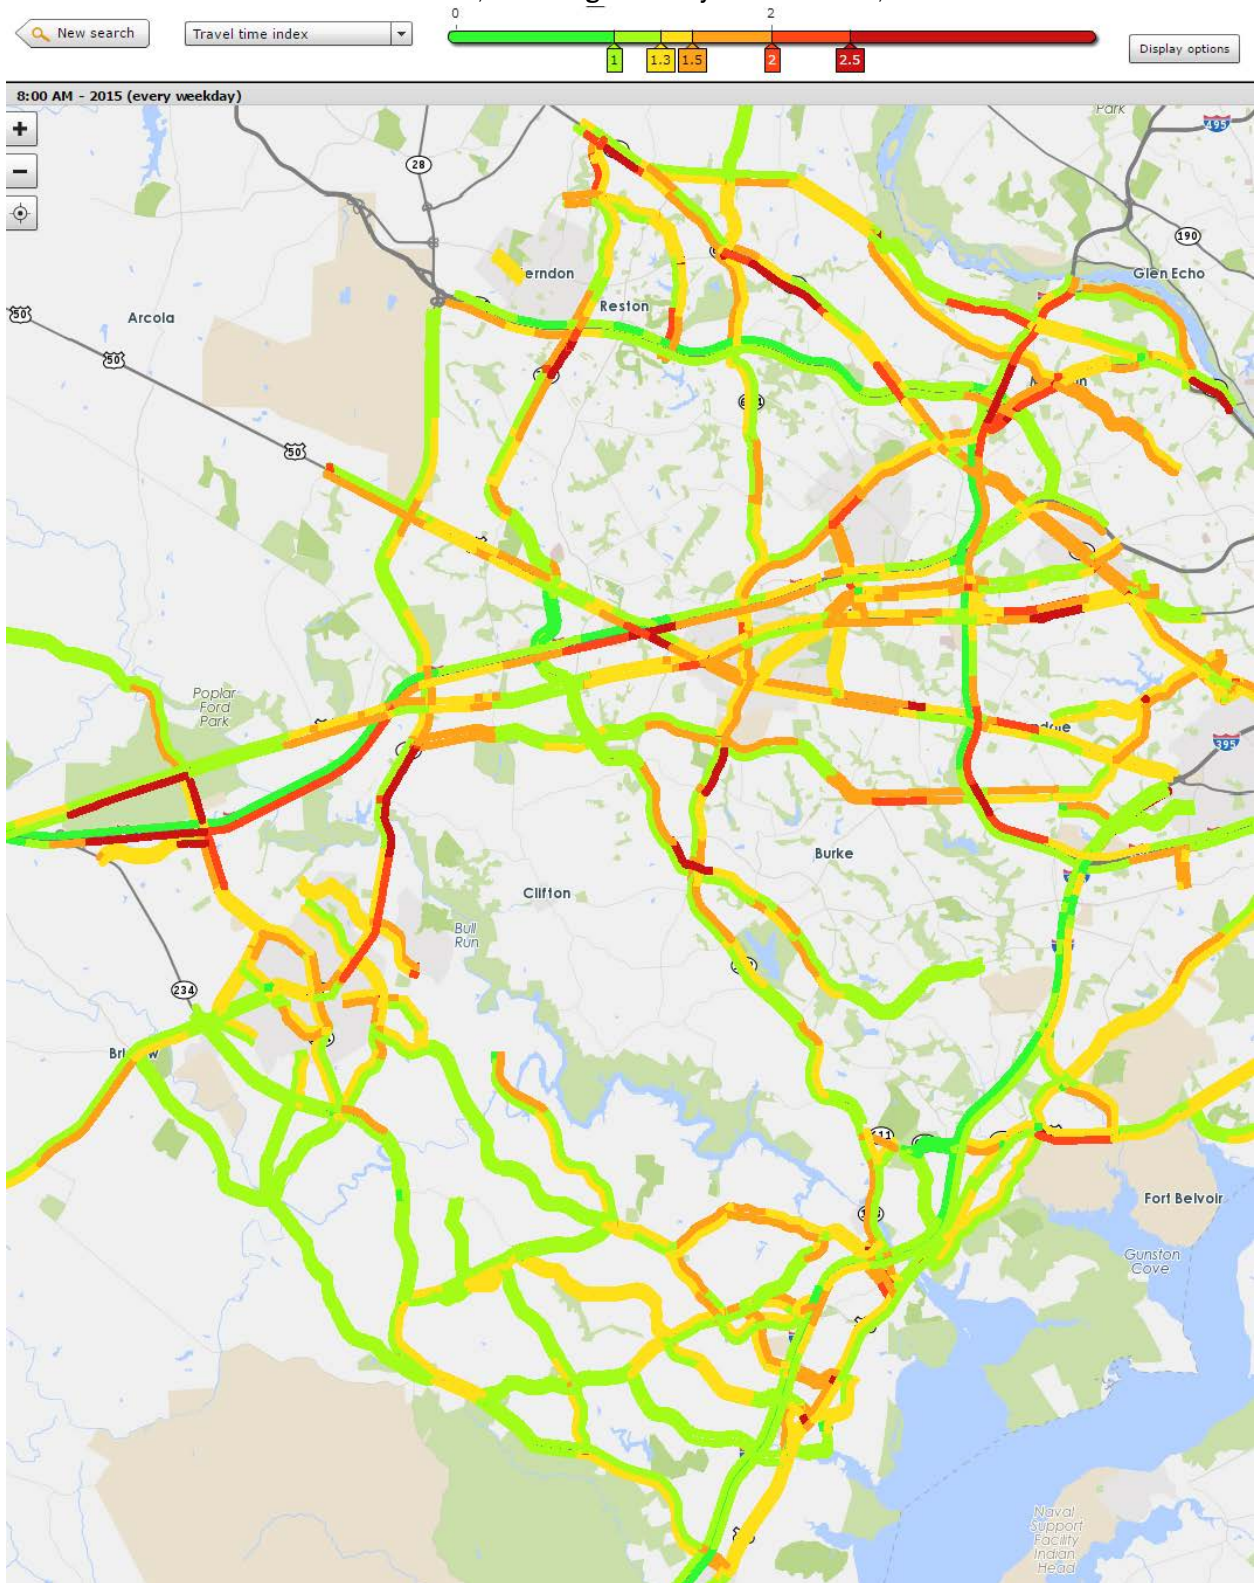 0 2
New search
Travel time index
1 1.3 1.5 2 2.5
Display options
8:00 AM - 2015 (every weekday)
+
−
Park
495
28
190
Glen Echo
erndon
Reston
50
Arcola
50
50
Poplar
Ford
Park
395
Burke
Clifton
Bull
Run
234
Fort Belvoir
Gunston
Cove
Naval
Support
Facility
Indian
Head